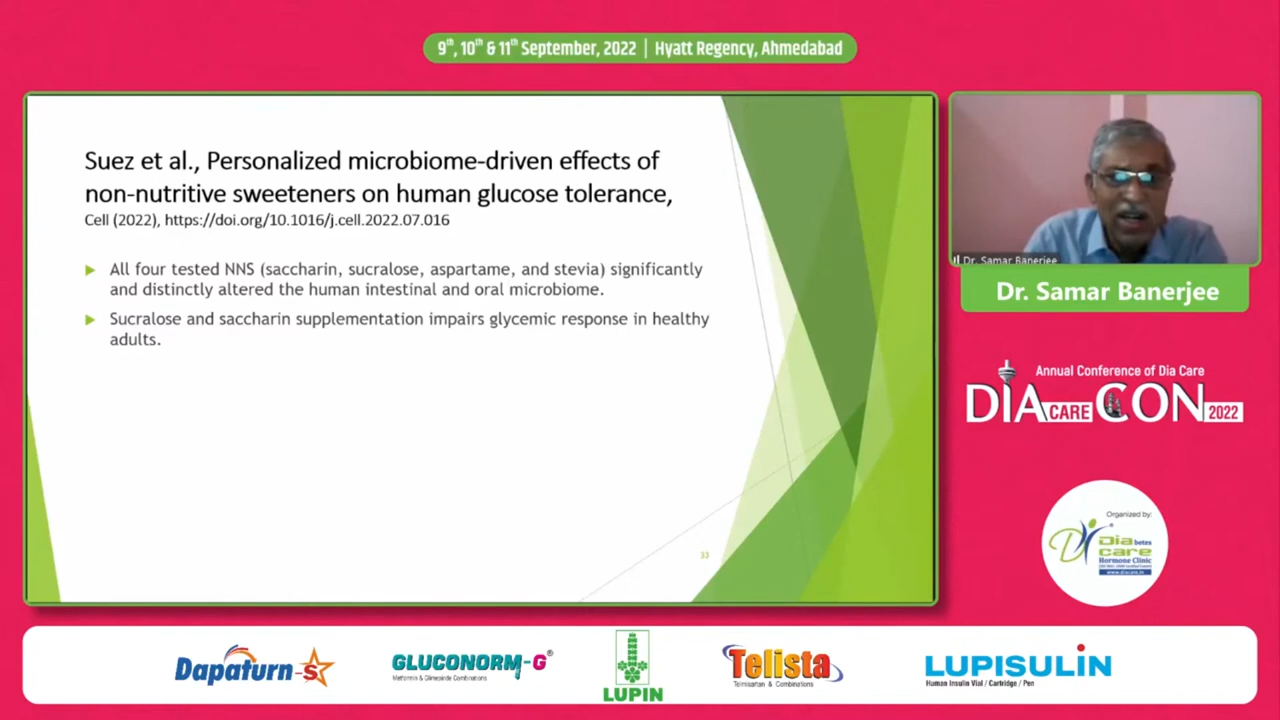 9th, 10th & 11th September, 2022 | Hyatt Regency, Ahmedabad
Suez et al., Personalized microbiome-driven effects of
non-nutritive sweeteners on human glucose tolerance,
Cell (2022), https://doi.org/10.1016/j.cell.2022.07.016
All four tested NNS (saccharin, sucralose, aspartame, and stevia) significantly
and distinctly altered the human intestinal and oral microbiome.
Sucralose and saccharin supplementation impairs glycemic response in healthy
adults.
33
Dr. Samar Banerjee
Dr. Samar Banerjee
Annual Conference of Dia Care
DIA CARE CON 2022
Organized by:
Diabetes
care
Hormone Clinic
www.diacare.in
Dapaturn-S
GLUCONORM-G®
Metformin & Glimepiride Combinations
LUPIN
Telista
Telmisartan & Combinations
LUPISULIN
Human Insulin Vial / Cartridge / Pen